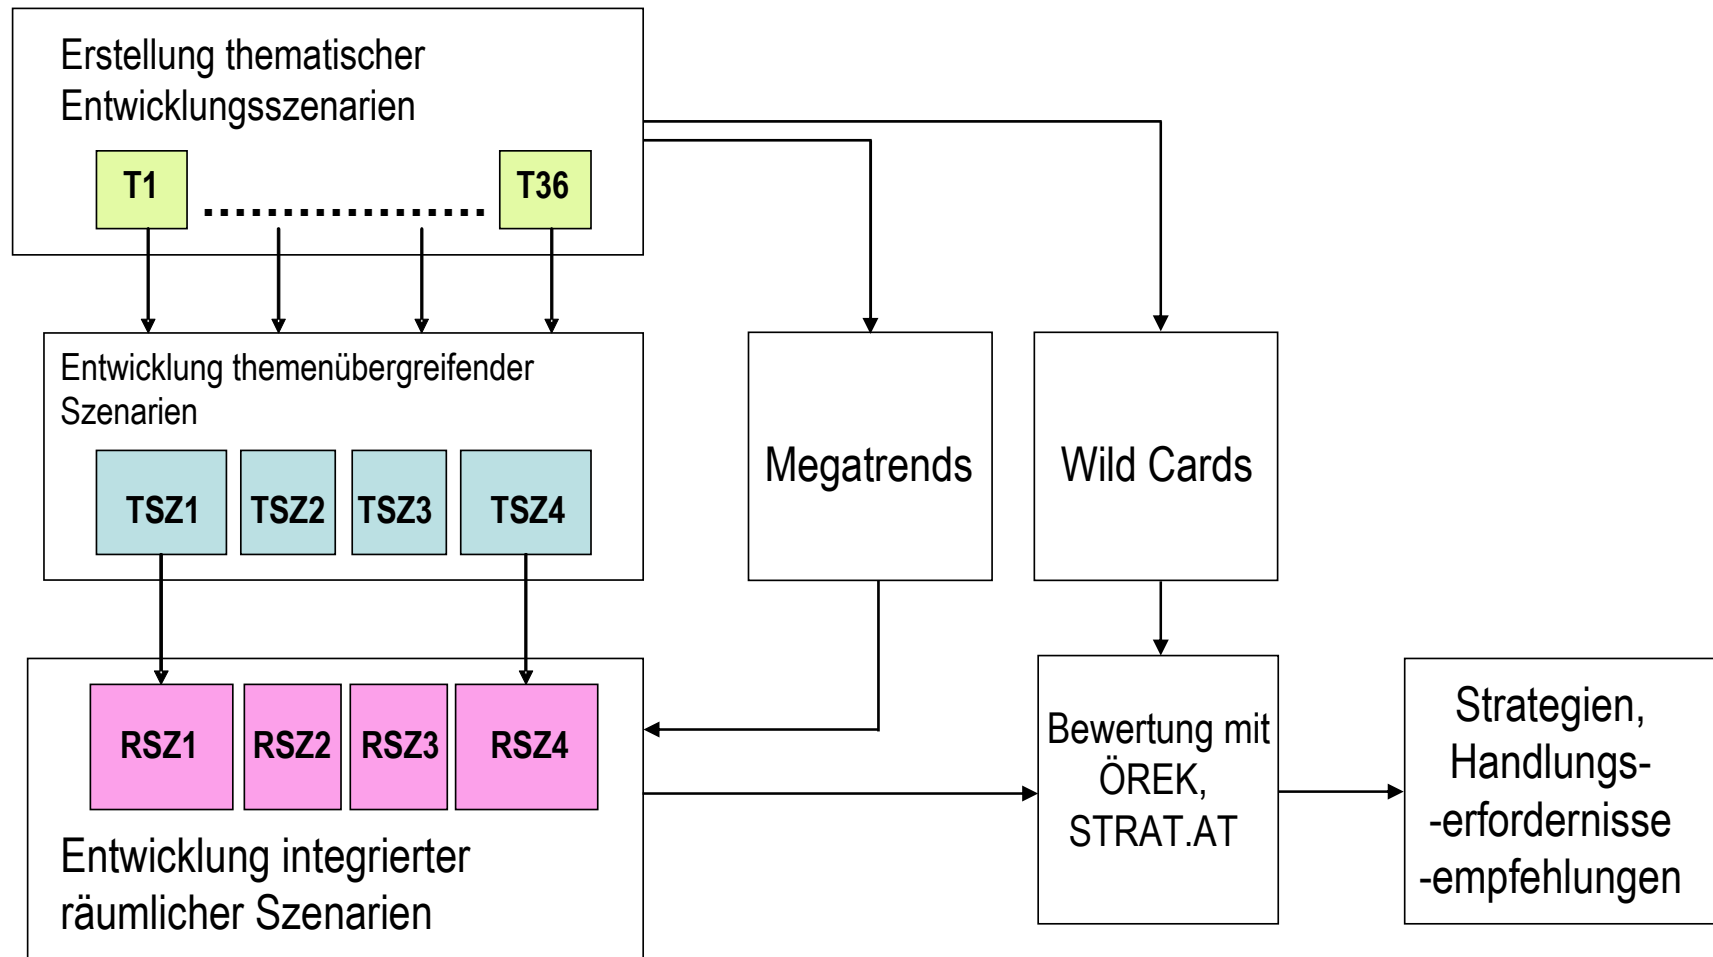 Erstellung thematischer
Entwicklungsszenarien
T1
T36
Entwicklung themenübergreifender
Szenarien
TSZ1
TSZ2
TSZ3
TSZ4
Megatrends
Wild Cards
RSZ1
RSZ2
RSZ3
RSZ4
Entwicklung integrierter
räumlicher Szenarien
Bewertung mit
ÖREK,
STRAT.AT
Strategien,
Handlungs-
-erfordernisse
-empfehlungen